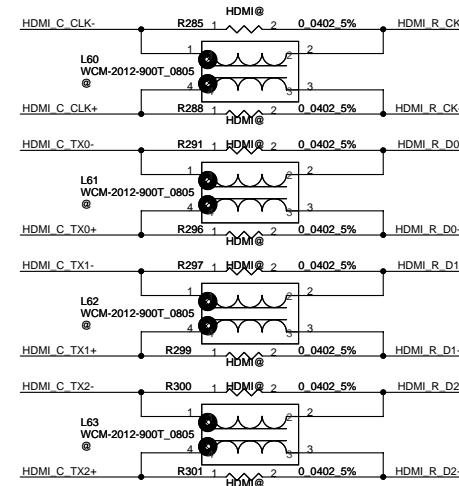 HDMI@
HDMI_C_CLK- R285 1 2 0_0402_5% HDMI_R_CK
1 2
L60
WCM-2012-900T_0805
@
4 3
HDMI_C_CLK+ R288 1 2 0_0402_5% HDMI_R_CK
HDMI@
HDMI_C_TX0- R291 1 HDMI@ 2 0_0402_5% HDMI_R_D0
1 2
L61
WCM-2012-900T_0805
@
4 3
HDMI_C_TX0+ R296 1 2 0_0402_5% HDMI_R_D0
HDMI@
HDMI_C_TX1- R297 1 HDMI@ 2 0_0402_5% HDMI_R_D1
1 2
L62
WCM-2012-900T_0805
@
4 3
HDMI_C_TX1+ R299 1 2 0_0402_5% HDMI_R_D1
HDMI@
HDMI_C_TX2- R300 1 HDMI@ 2 0_0402_5% HDMI_R_D2
1 2
L63
WCM-2012-900T_0805
@
4 3
HDMI_C_TX2+ R301 1 2 0_0402_5% HDMI_R_D2
HDMI@